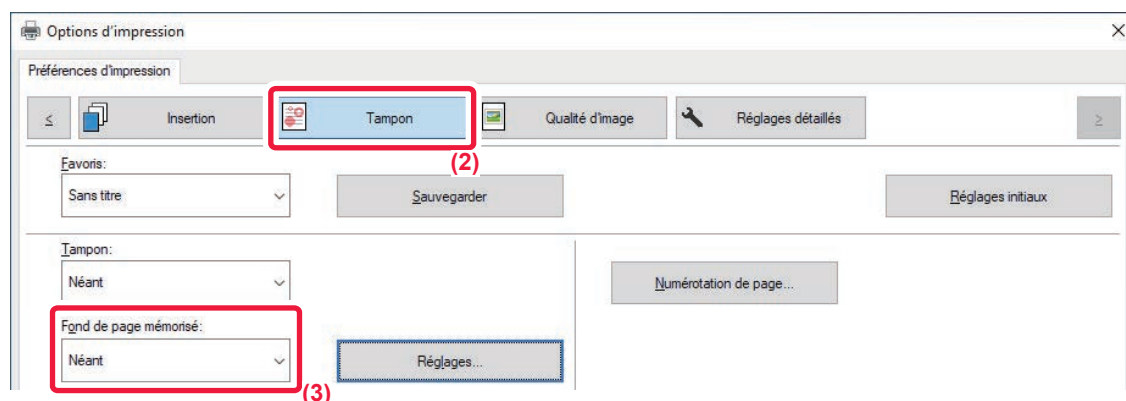 Options d'impression
Préférences d'impression
≤ Insertion Tampon Qualité d'image Réglages détaillés ≥
(2)
Favoris:
Sans titre Sauvegarder Réglages initiaux
Tampon:
Néant Numérotation de page...
Fond de page mémorisé:
Néant Réglages...
(3)